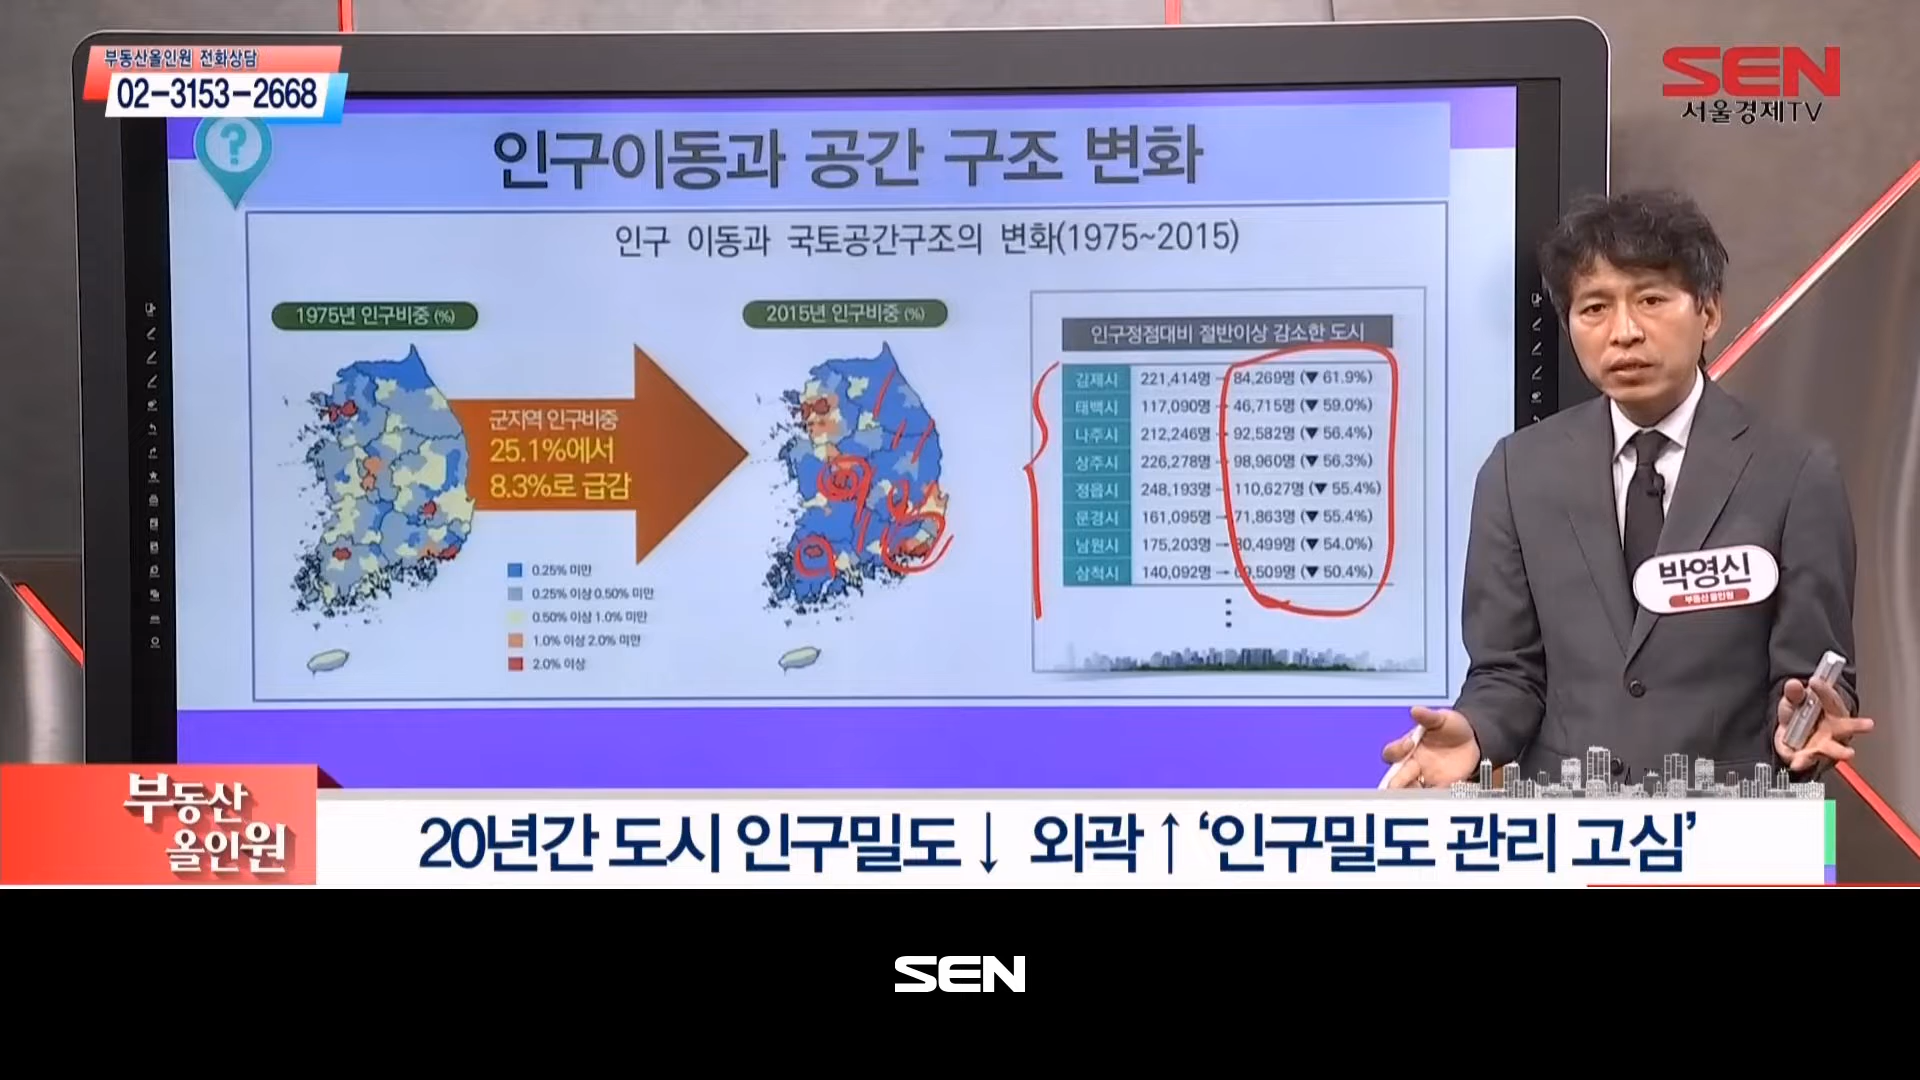 부동산올인원 전화상담
02-3153-2668
SEN
서울경제TV
?
인구이동과 공간 구조 변화
인구 이동과 국토공간구조의 변화(1975~2015)
1975년 인구비중 (%)
군지역 인구비중
25.1%에서
8.3%로 급감
2015년 인구비중 (%)
0.25% 미만
0.25% 이상 0.50% 미만
0.50% 이상 1.0% 미만
1.0% 이상 2.0% 미만
2.0% 이상
인구정점대비 절반이상 감소한 도시
김제시 221,414명 → 84,269명 (▼ 61.9%)
태백시 117,090명 → 46,715명 (▼ 59.0%)
나주시 212,246명 → 92,582명 (▼ 56.4%)
상주시 226,278명 → 98,960명 (▼ 56.3%)
정읍시 248,193명 → 110,627명 (▼ 55.4%)
문경시 161,095명 → 71,863명 (▼ 55.4%)
남원시 175,203명 → 80,499명 (▼ 54.0%)
삼척시 140,092명 → 69,509명 (▼ 50.4%)
박영신
부동산 올인원
부동산
올인원
20년간 도시 인구밀도↓ 외곽↑ ‘인구밀도 관리 고심’
SEN